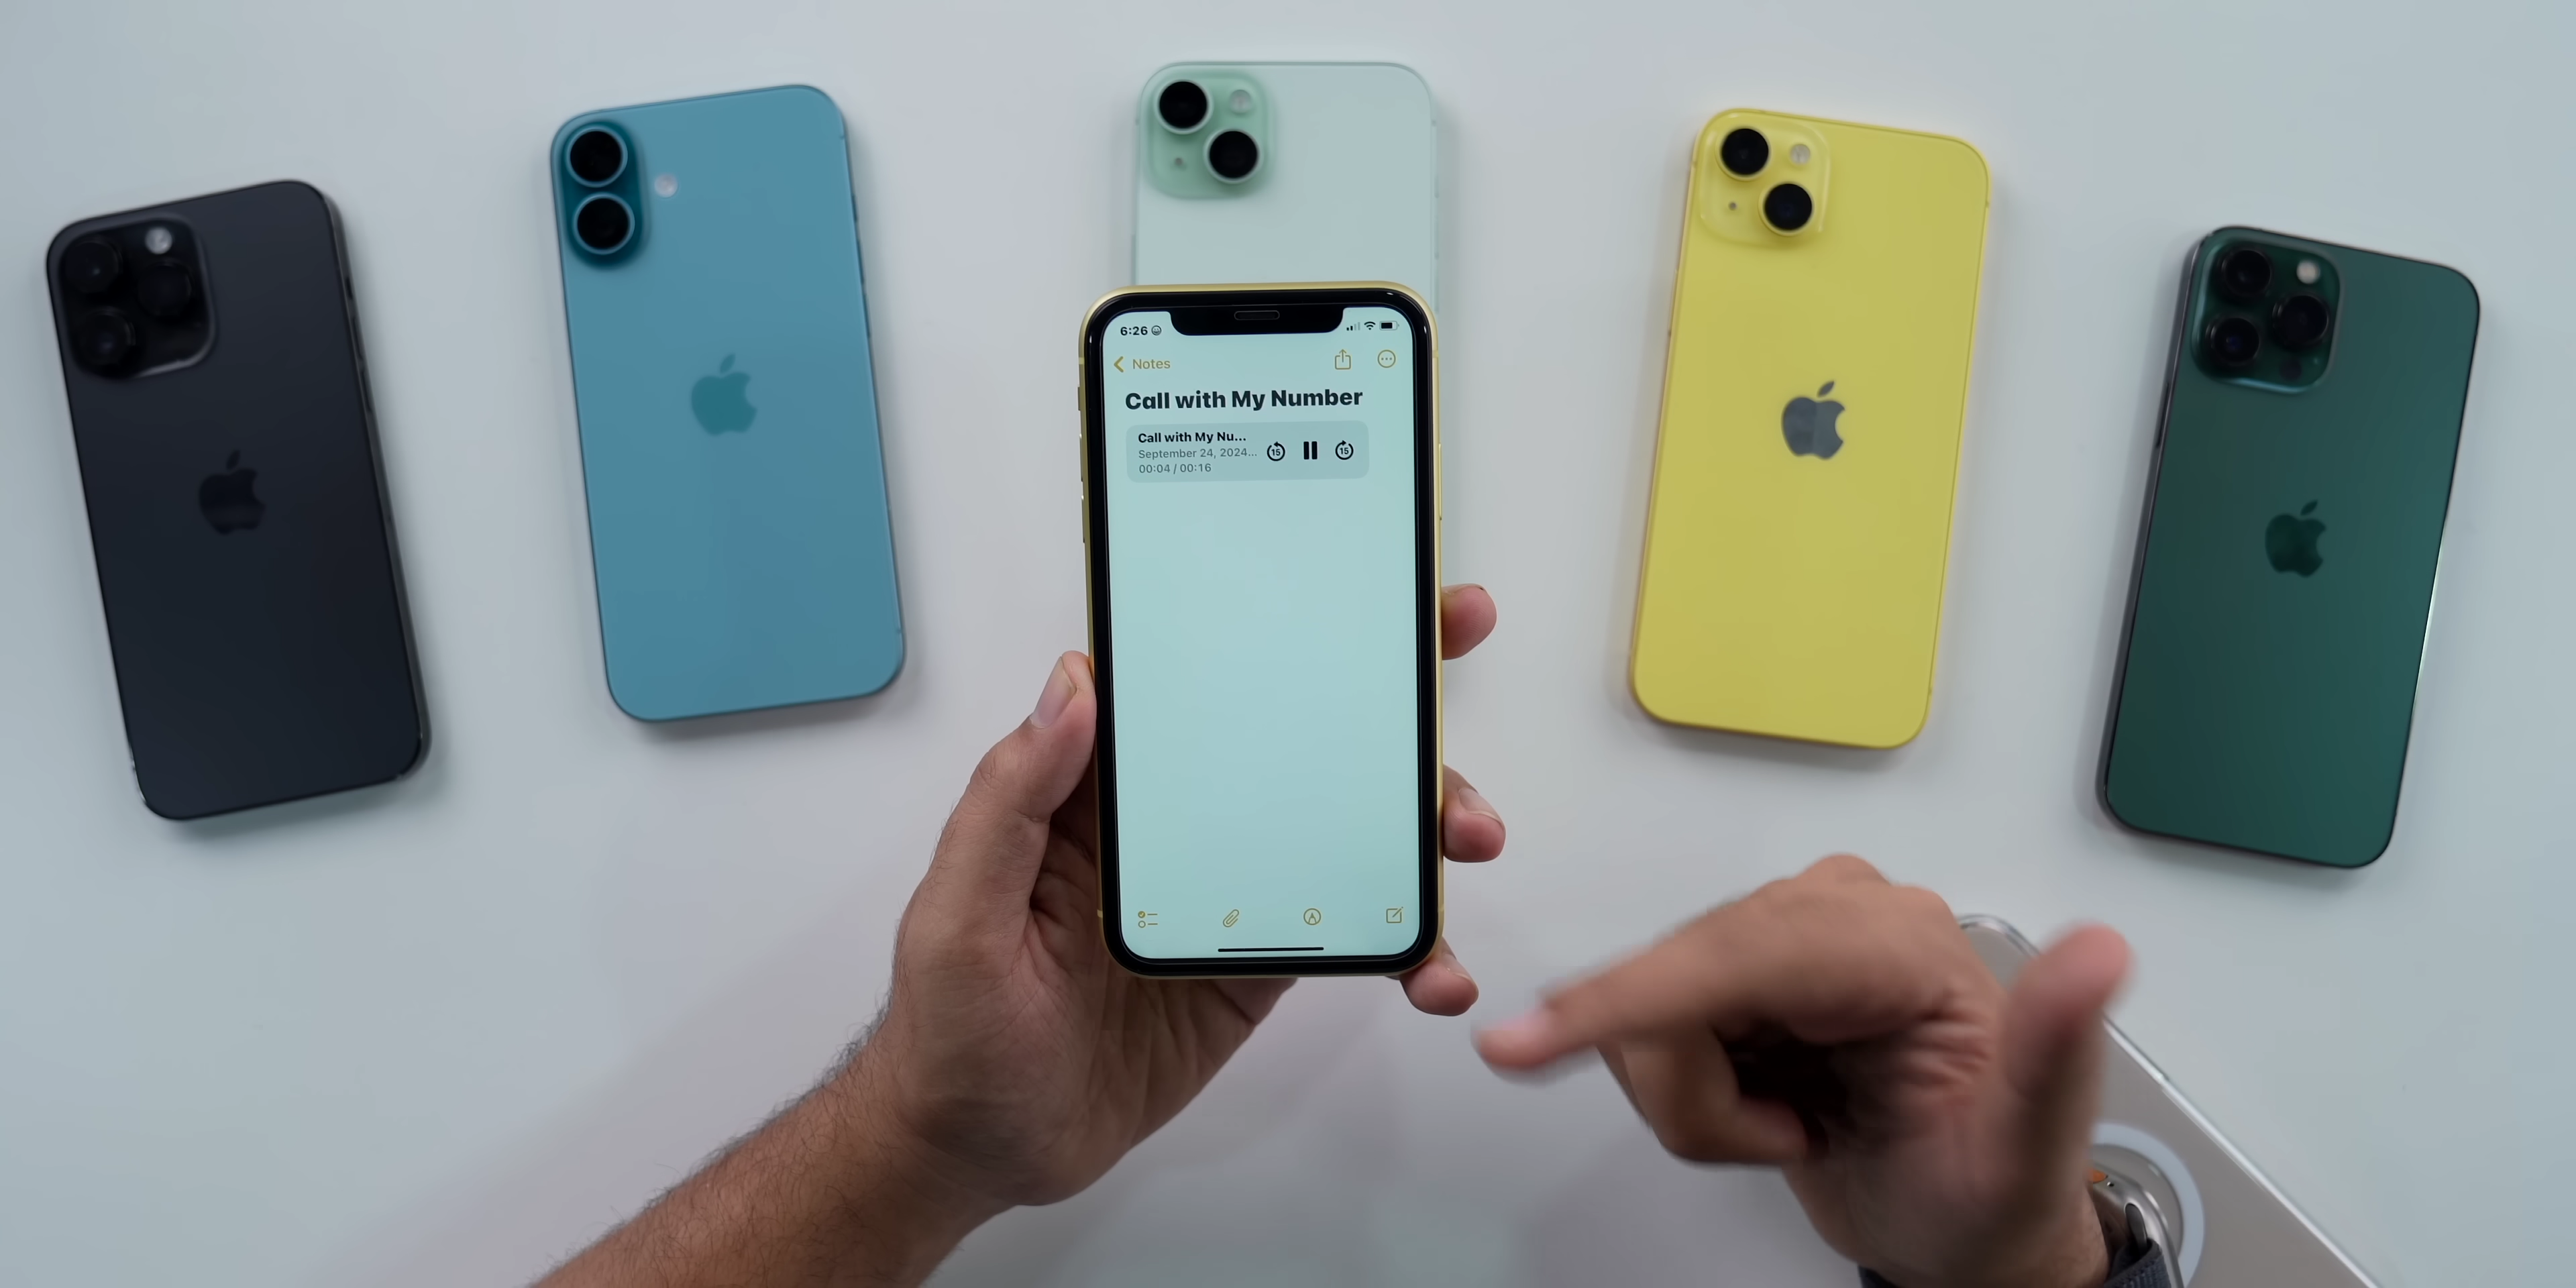 6:26
Notes
Call with My Number
Call with My Nu...
September 24, 2024...
00:04 / 00:16
15
15